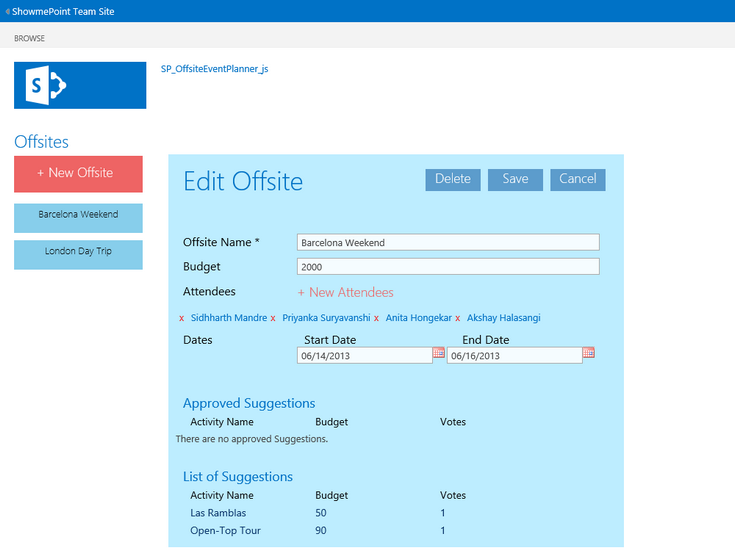 ShowmePoint Team Site
BROWSE
S
SP_OffsiteEventPlanner_js
Offsites
+ New Offsite
Barcelona Weekend
London Day Trip
Edit Offsite
Delete Save Cancel
Offsite Name * Barcelona Weekend
Budget 2000
Attendees + New Attendees
x Sidhharth Mandre x Priyanka Suryavanshi x Anita Hongekar x Akshay Halasangi
Dates Start Date End Date
06/14/2013 06/16/2013
Approved Suggestions
Activity Name Budget Votes
There are no approved Suggestions.
List of Suggestions
Activity Name Budget Votes
Las Ramblas 50 1
Open-Top Tour 90 1